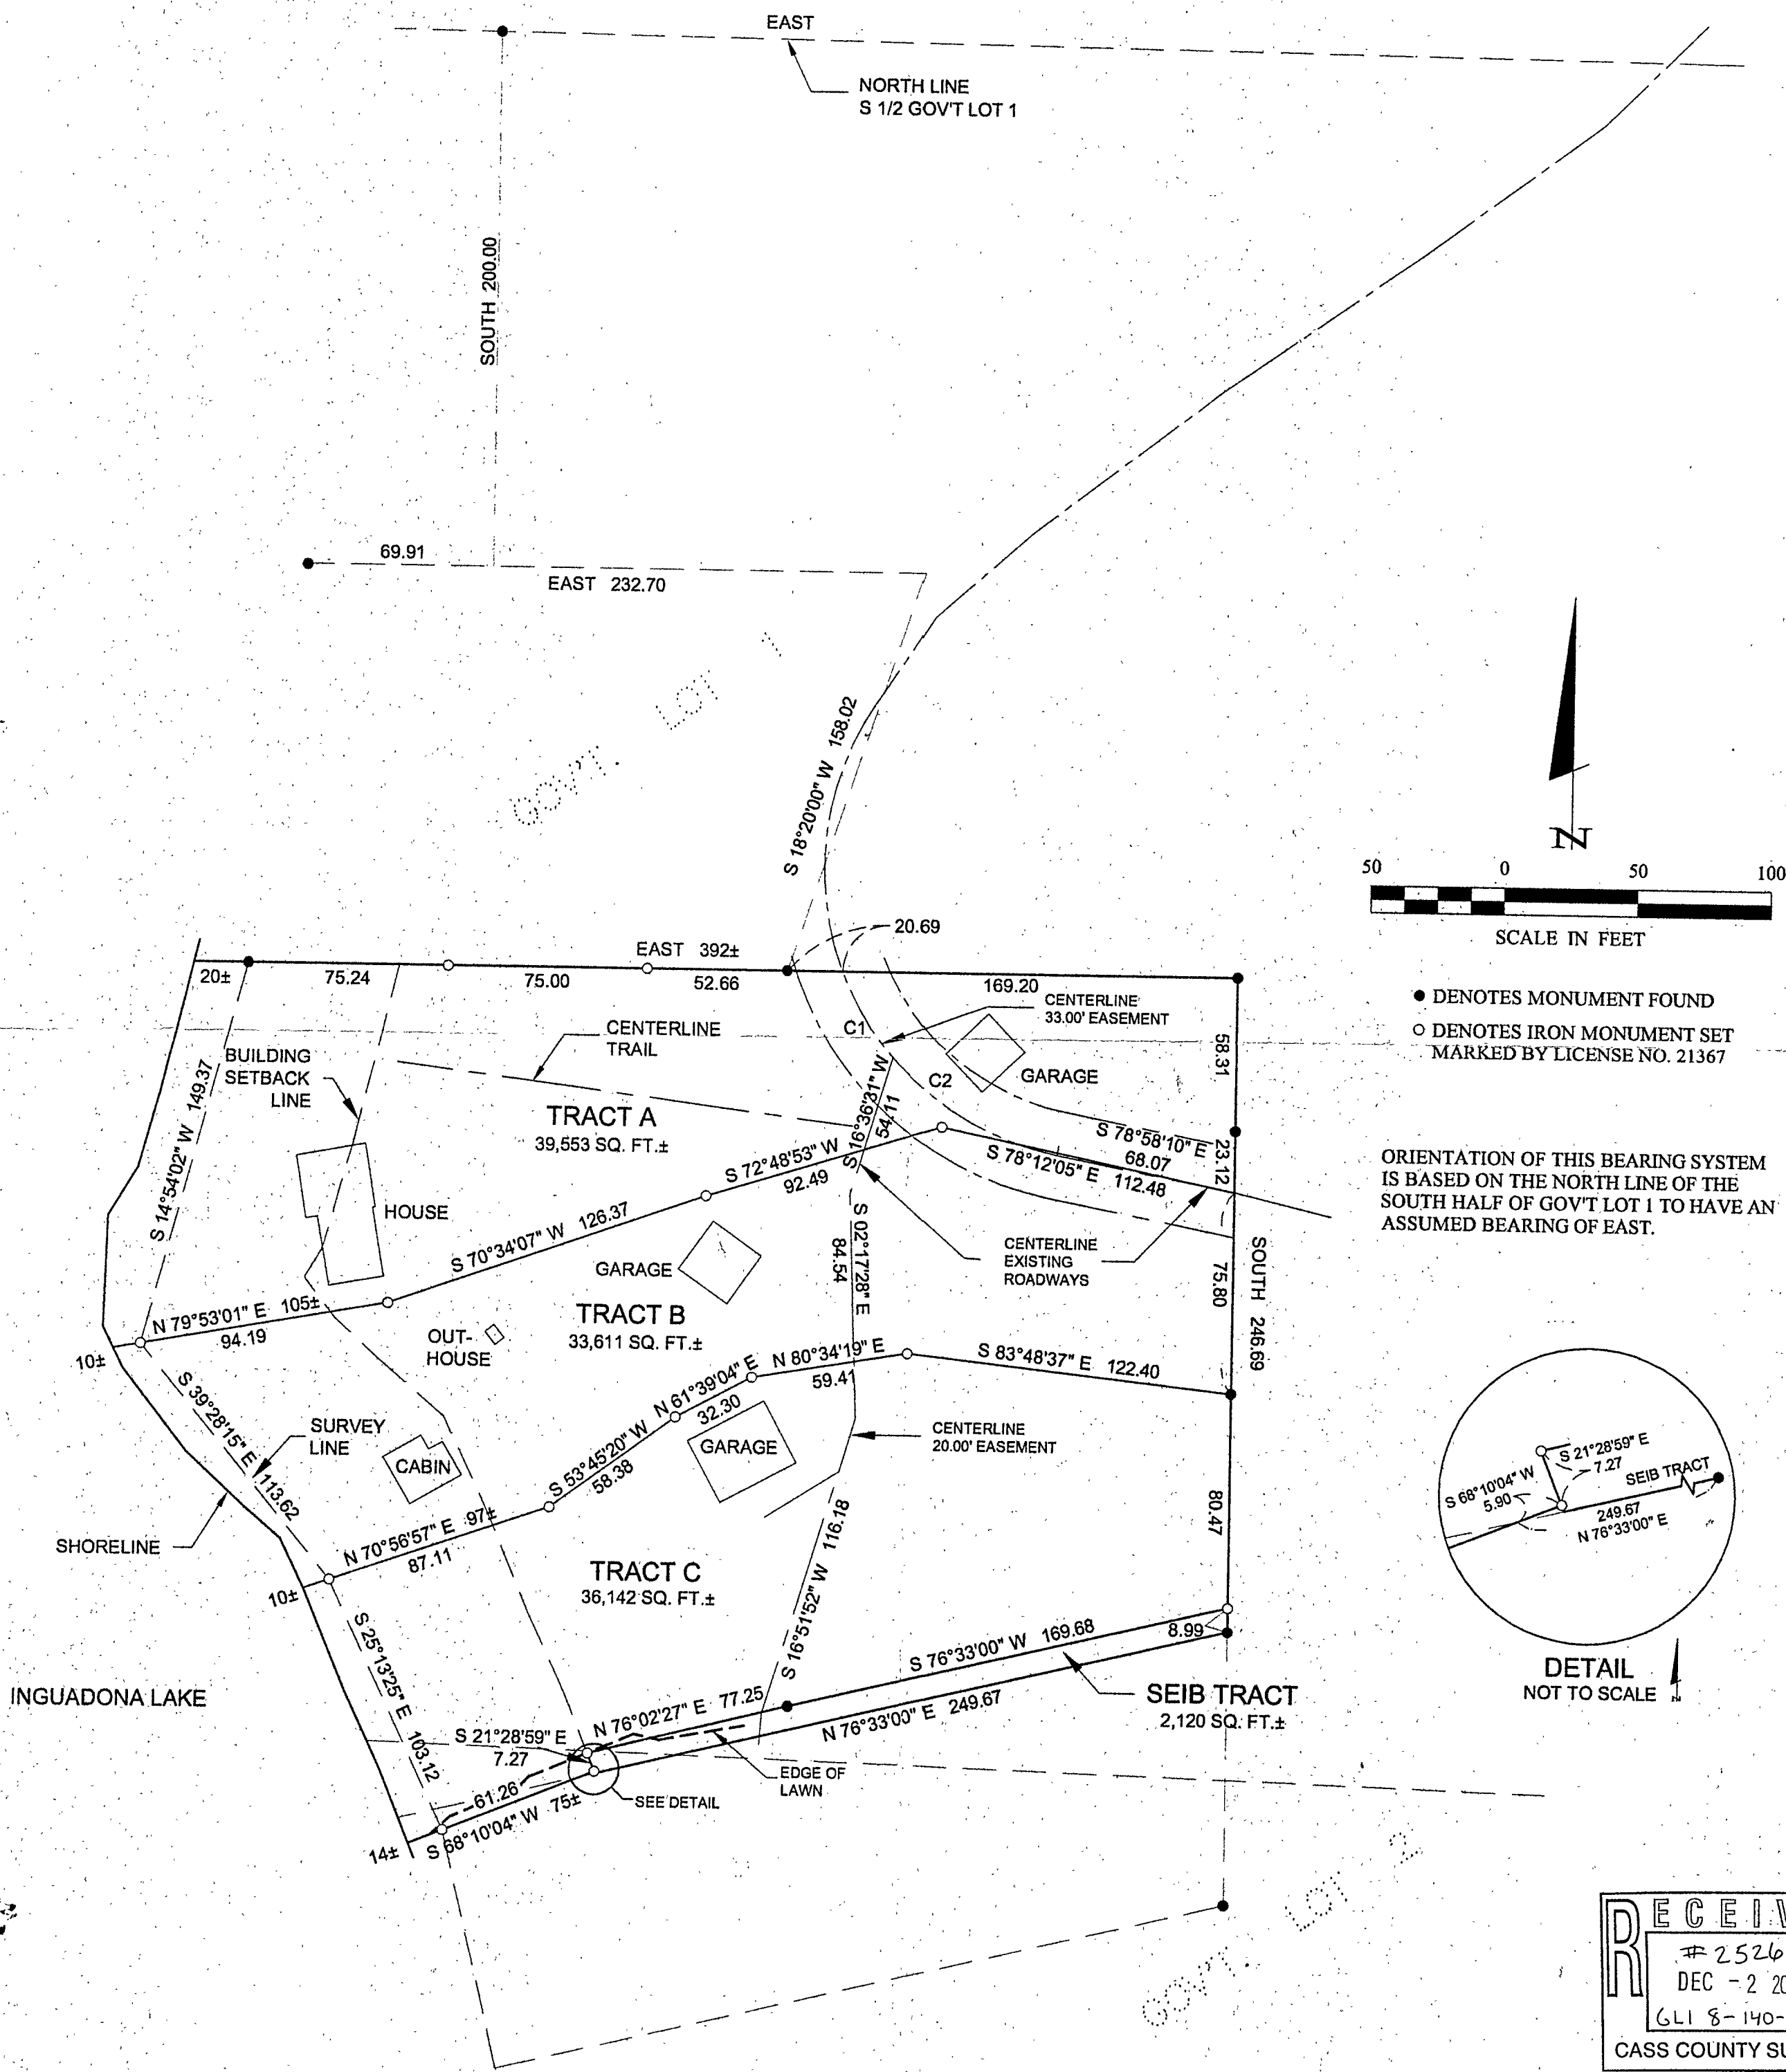 EAST
NORTH LINE
S 1/2 GOV'T LOT 1
SOUTH 200.00
69.91
EAST 232.70
GOV'T. LOT 1
S 18°20'00" W 158.02
N
50 0 50 100
SCALE IN FEET
● DENOTES MONUMENT FOUND
○ DENOTES IRON MONUMENT SET
MARKED BY LICENSE NO. 21367
ORIENTATION OF THIS BEARING SYSTEM
IS BASED ON THE NORTH LINE OF THE
SOUTH HALF OF GOV'T LOT 1 TO HAVE AN
ASSUMED BEARING OF EAST.
20.69
EAST 392±
20±
75.24
75.00
52.66
169.20
CENTERLINE
33.00' EASEMENT
C1
C2
CENTERLINE
TRAIL
BUILDING
SETBACK
LINE
S 14°54'02" W 149.37
TRACT A
39,553 SQ. FT.±
S 16°36'31" W
54.11
GARAGE
58.31
S 78°58'10" E
68.07
23.12
S 78°12'05" E 112.48
S 72°48'53" W
92.49
HOUSE
S 70°34'07" W 126.37
GARAGE
S 02°17'28" E
84.54
CENTERLINE
EXISTING
ROADWAYS
75.80
SOUTH 246.69
N 79°53'01" E 105±
94.19
10±
OUT-
HOUSE
TRACT B
33,611 SQ. FT.±
N 80°34'19" E
59.41
S 83°48'37" E 122.40
N 61°39'04" E
32.30
S 39°28'15" E 113.62
SURVEY
LINE
CABIN
S 53°45'20" W
58.38
GARAGE
CENTERLINE
20.00' EASEMENT
80.47
SHORELINE
N 70°56'57" E 97±
87.11
10±
TRACT C
36,142 SQ. FT.±
S 16°51'52" W 116.18
S 76°33'00" W 169.68
8.99
S 25°13'25" E 103.12
INGUADONA LAKE
N 76°02'27" E 77.25
SEIB TRACT
2,120 SQ. FT.±
N 76°33'00" E 249.67
S 21°28'59" E
7.27
EDGE OF
LAWN
61.26
SEE DETAIL
S 68°10'04" W 75±
14±
S 21°28'59" E
7.27
SEIB TRACT
S 68°10'04" W
5.90
249.67
N 76°33'00" E
DETAIL
NOT TO SCALE
N
GOV'T. LOT 2
RECEIV
# 2526
DEC - 2 20
GL1 8-140-
CASS COUNTY SU